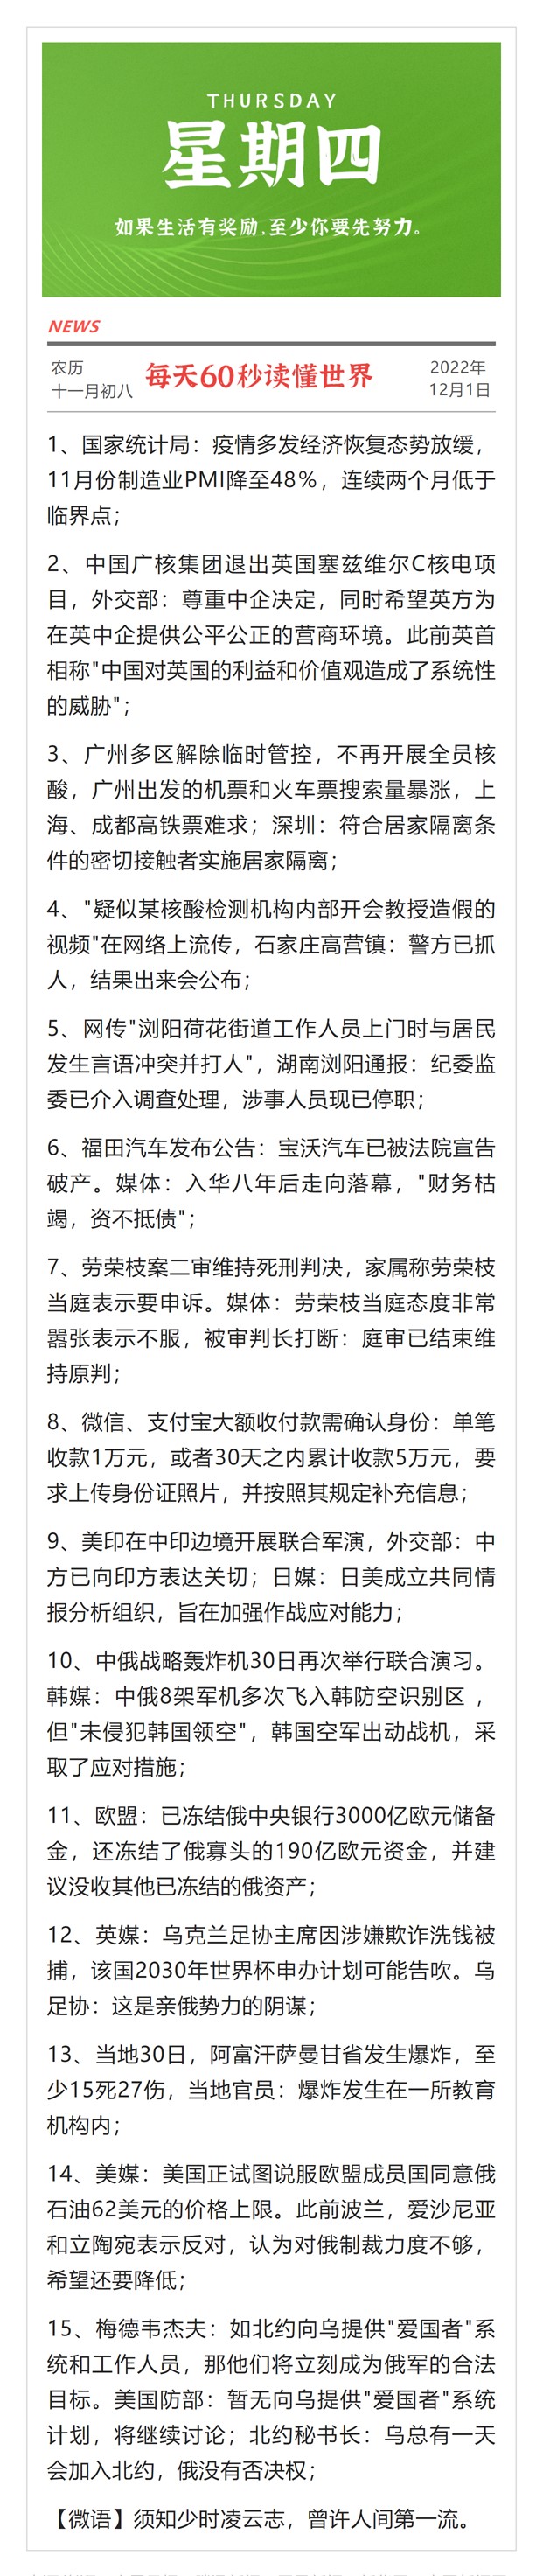 THURSDAY
星期四
如果生活有奖励,至少你要先努力。
NEWS
农历
十一月初八
每天60秒读懂世界
2022年
12月1日
1、国家统计局：疫情多发经济恢复态势放缓，
11月份制造业PMI降至48%，连续两个月低于
临界点；
2、中国广核集团退出英国塞兹维尔C核电项
目，外交部：尊重中企决定，同时希望英方为
在英中企提供公平公正的营商环境。此前英首
相称"中国对英国的利益和价值观造成了系统性
的威胁"；
3、广州多区解除临时管控，不再开展全员核
酸，广州出发的机票和火车票搜索量暴涨，上
海、成都高铁票难求；深圳：符合居家隔离条
件的密切接触者实施居家隔离；
4、"疑似某核酸检测机构内部开会教授造假的
视频"在网络上流传，石家庄高营镇：警方已抓
人，结果出来会公布；
5、网传"浏阳荷花街道工作人员上门时与居民
发生言语冲突并打人"，湖南浏阳通报：纪委监
委已介入调查处理，涉事人员现已停职；
6、福田汽车发布公告：宝沃汽车已被法院宣告
破产。媒体：入华八年后走向落幕，"财务枯
竭，资不抵债"；
7、劳荣枝案二审维持死刑判决，家属称劳荣枝
当庭表示要申诉。媒体：劳荣枝当庭态度非常
嚣张表示不服，被审判长打断：庭审已结束维
持原判；
8、微信、支付宝大额收付款需确认身份：单笔
收款1万元，或者30天之内累计收款5万元，要
求上传身份证照片，并按照其规定补充信息；
9、美印在中印边境开展联合军演，外交部：中
方已向印方表达关切；日媒：日美成立共同情
报分析组织，旨在加强作战应对能力；
10、中俄战略轰炸机30日再次举行联合演习。
韩媒：中俄8架军机多次飞入韩防空识别区 ，
但"未侵犯韩国领空"，韩国空军出动战机，采
取了应对措施；
11、欧盟：已冻结俄中央银行3000亿欧元储备
金，还冻结了俄寡头的190亿欧元资金，并建
议没收其他已冻结的俄资产；
12、英媒：乌克兰足协主席因涉嫌欺诈洗钱被
捕，该国2030年世界杯申办计划可能告吹。乌
足协：这是亲俄势力的阴谋；
13、当地30日，阿富汗萨曼甘省发生爆炸，至
少15死27伤，当地官员：爆炸发生在一所教育
机构内；
14、美媒：美国正试图说服欧盟成员国同意俄
石油62美元的价格上限。此前波兰，爱沙尼亚
和立陶宛表示反对，认为对俄制裁力度不够，
希望还要降低；
15、梅德韦杰夫：如北约向乌提供"爱国者"系
统和工作人员，那他们将立刻成为俄军的合法
目标。美国防部：暂无向乌提供"爱国者"系统
计划，将继续讨论；北约秘书长：乌总有一天
会加入北约，俄没有否决权；
【微语】须知少时凌云志，曾许人间第一流。